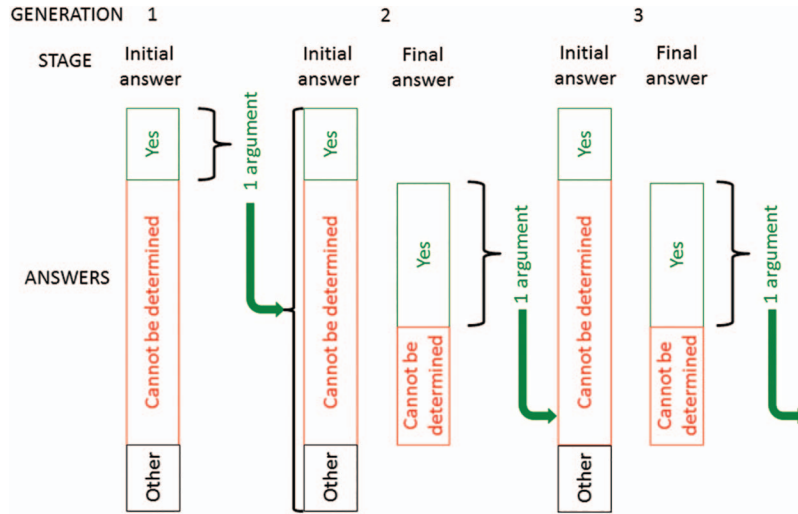 GENERATION 1 2 3
STAGE
Initial answer
Initial answer
Final answer
Initial answer
Final answer
ANSWERS
Yes
Cannot be determined
Other
1 argument
Yes
Cannot be determined
Other
Yes
Cannot be
determined
1 argument
Yes
Cannot be determined
Other
Yes
Cannot be
determined
1 argument